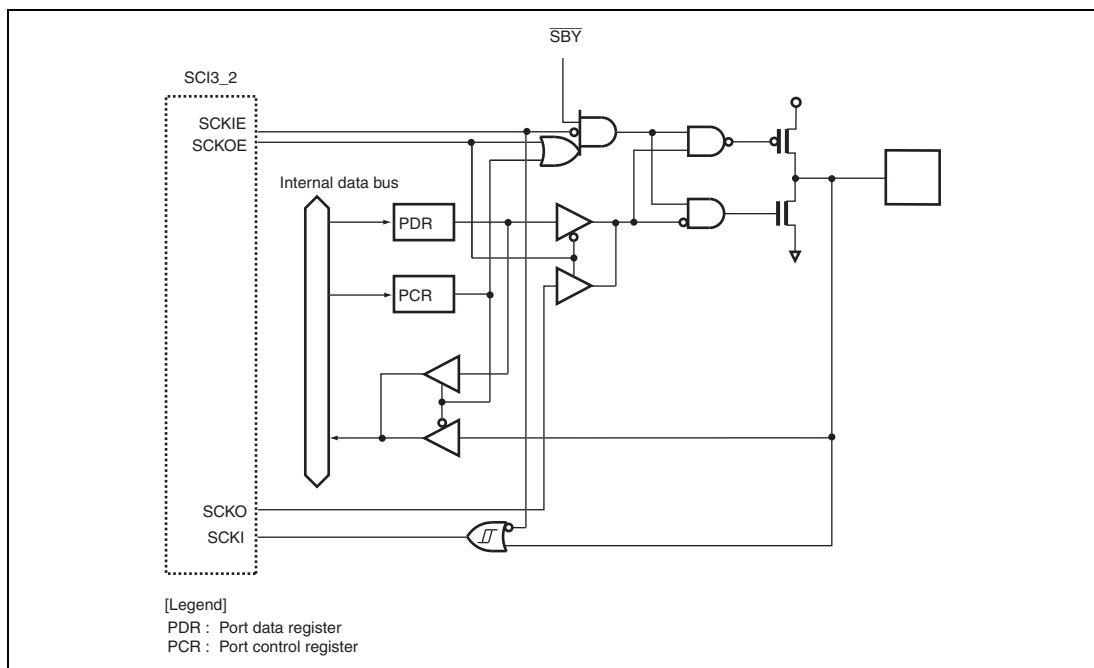 SBY
SCI3_2
SCKIE
SCKOE
Internal data bus
PDR
PCR
SCKO
SCKI
[Legend]
PDR : Port data register
PCR : Port control register